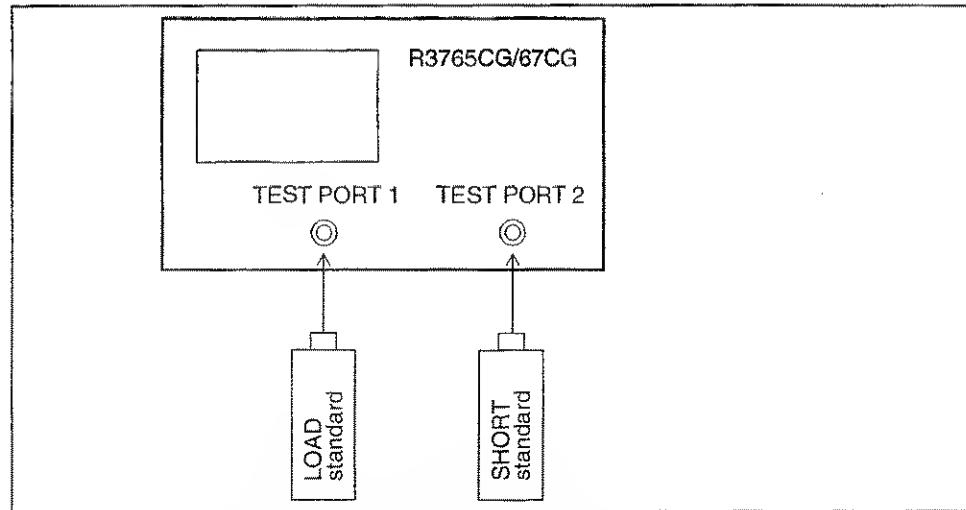 R3765CG/67CG
TEST PORT 1
TEST PORT 2
LOAD
standard
SHORT
standard